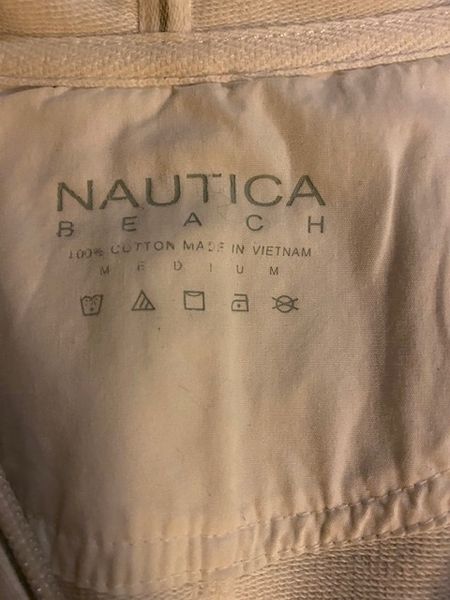 NAUTICA
BEACH
100% COTTON MADE IN VIETNAM
MEDIUM